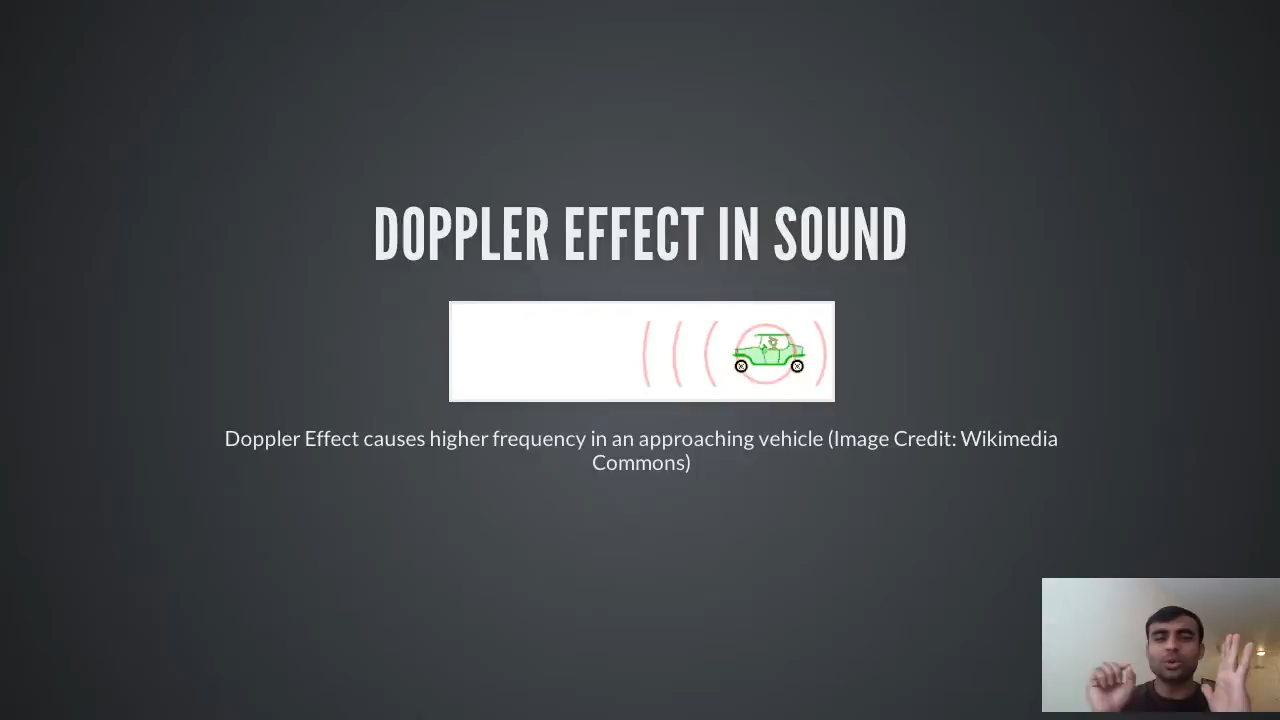 DOPPLER EFFECT IN SOUND
Doppler Effect causes higher frequency in an approaching vehicle (Image Credit: Wikimedia
Commons)